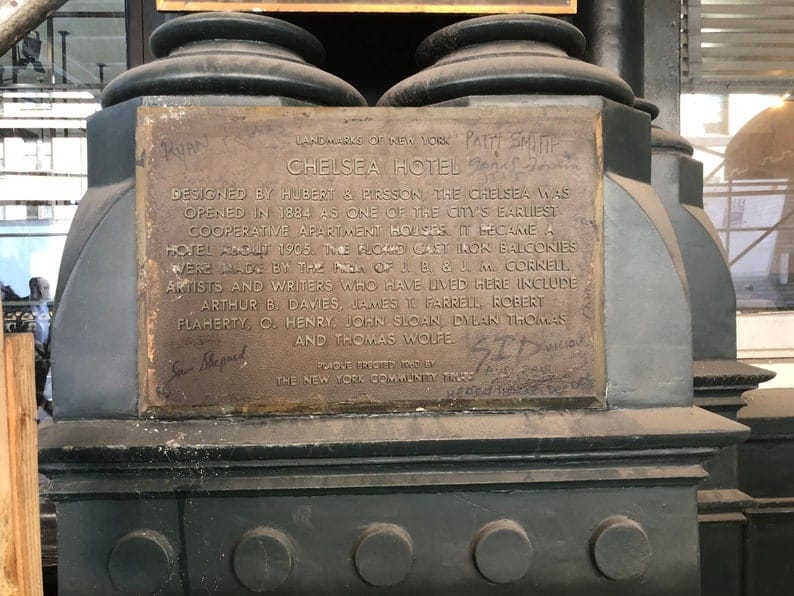 RYAN
LANDMARKS OF NEW YORK
PATTI SMITH
CHELSEA HOTEL
DESIGNED BY HUBERT & PIRSSON, THE CHELSEA WAS
OPENED IN 1884 AS ONE OF THE CITY'S EARLIEST
COOPERATIVE APARTMENT HOUSES. IT BECAME A
HOTEL ABOUT 1905. THE FLORID CAST IRON BALCONIES
WERE MADE BY THE FIRM OF J. B. & J. M. CORNELL.
ARTISTS AND WRITERS WHO HAVE LIVED HERE INCLUDE
ARTHUR B. DAVIES, JAMES T. FARRELL, ROBERT
FLAHERTY, O. HENRY, JOHN SLOAN, DYLAN THOMAS
AND THOMAS WOLFE.
Sam Shepard
SID VICIOUS
PLAQUE ERECTED 1962 BY
THE NEW YORK COMMUNITY TRUST